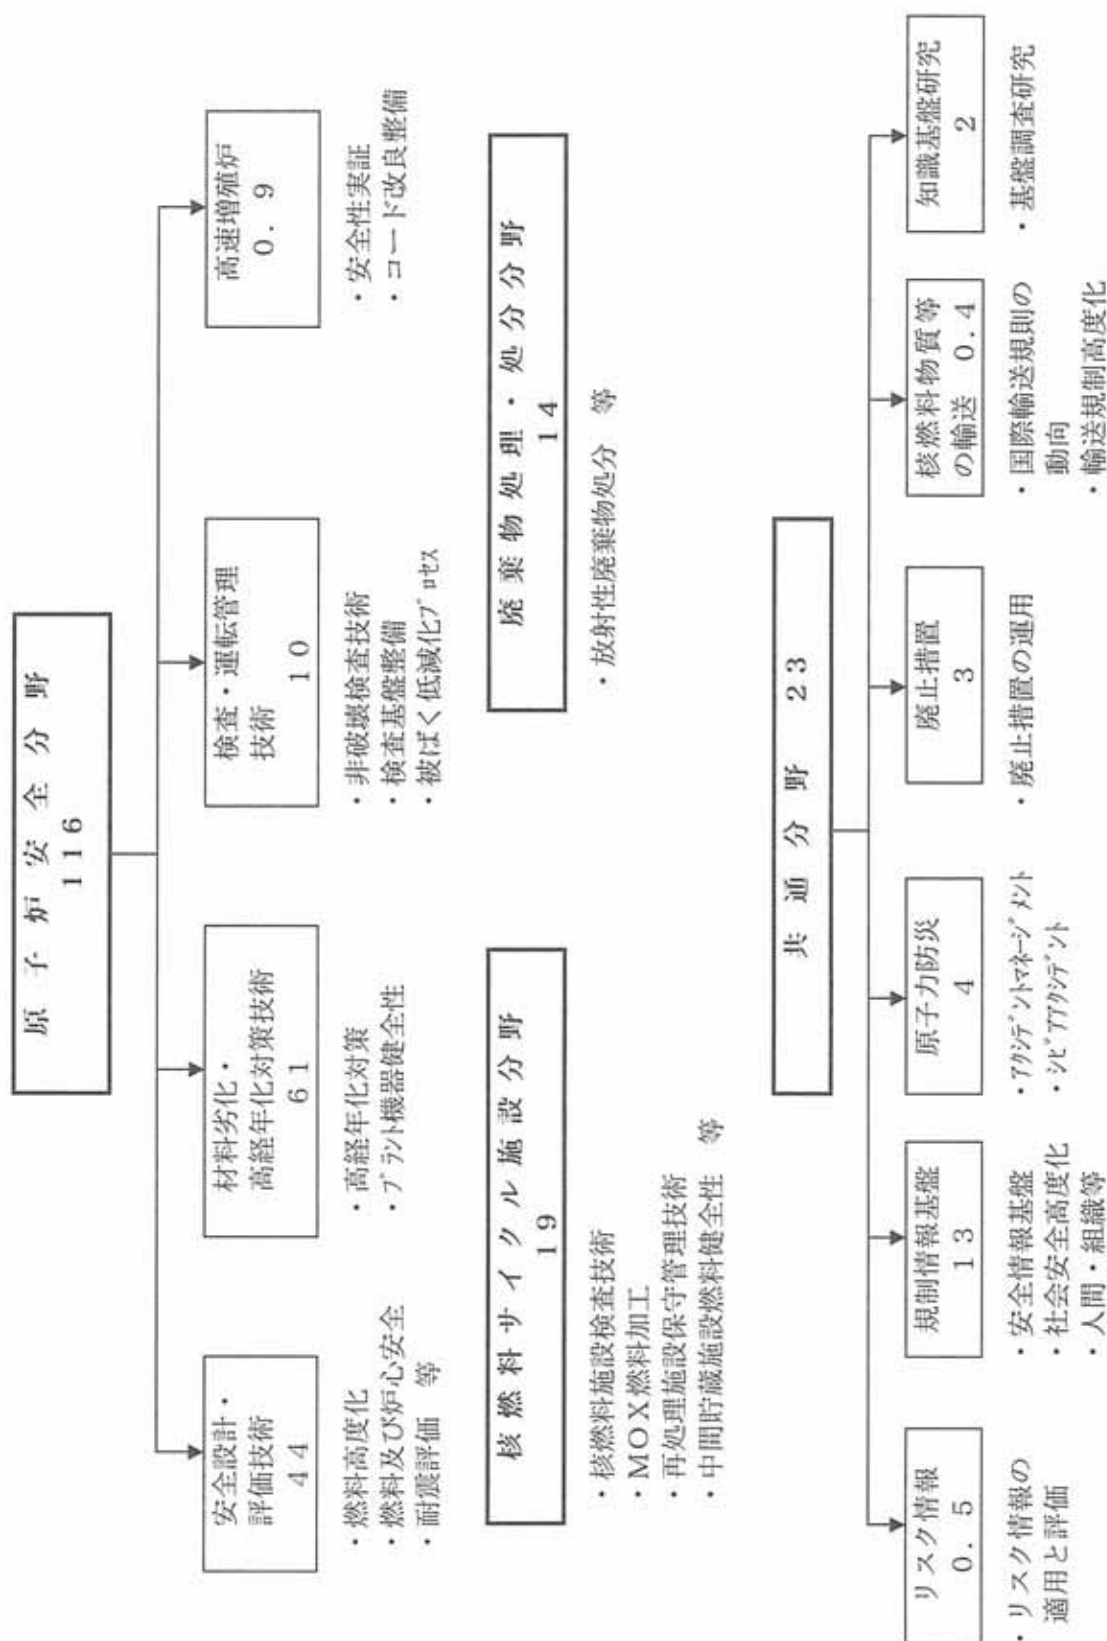 原子炉安全分野
116
安全設計・
評価技術
44
・燃料高度化
・燃料及び炉心安全
・耐震評価 等
材料劣化・
高経年化対策技術
61
・高経年化対策
・プラント機器健全性
検査・運転管理
技術
10
・非破壊検査技術
・検査基盤整備
・被ばく低減化プロセス
高速増殖炉
0.9
・安全性実証
・コード改良整備
核燃料サイクル施設分野
19
・核燃料施設検査技術
・MOX燃料加工
・再処理施設保守管理技術
・中間貯蔵施設燃料健全性 等
廃棄物処理・処分分野
14
・放射性廃棄物処分 等
共通分野 23
リスク情報
0.5
・リスク情報の
適用と評価
規制情報基盤
13
・安全情報基盤
・社会安全高度化
・人間・組織等
原子力防災
4
・アクシデントマネージメント
・シビアアクシデント
廃止措置
3
・廃止措置の運用
核燃料物質等
の輸送 0.4
・国際輸送規則の
動向
・輸送規制高度化
知識基盤研究
2
・基盤調査研究